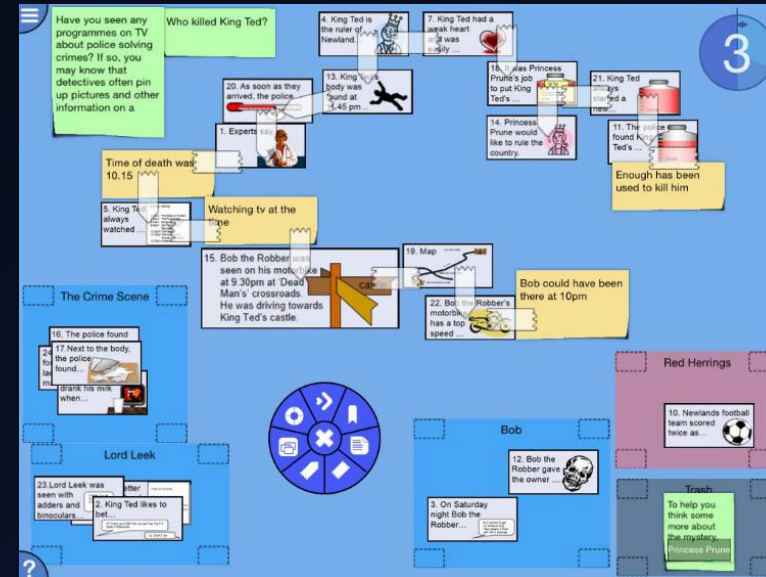 Have you seen any
programmes on TV
about police solving
crimes? If so, you
may know that
detectives often pin
up pictures and other
information on a
Who killed King Ted?
4. King Ted is
the ruler of
Newland.
7. King Ted had a
weak heart
and was
easily ...
3
20. As soon as they
arrived, the police
13. King Ted's
body was
found at
.45 pm ..
18. It was Princess
Prune's job
to put King
Ted's ...
21. King Ted
always
started a
new...
1. Experts say
14. Princess
Prune would
like to rule the
country.
11. The police
found King
Ted's ...
Time of death was
10.15
Enough has been
used to kill him
5. King Ted
always
watched
Watching tv at the
time
15. Bob the Robber was
seen on his motorbike
at 9.30pm at 'Dead
Man's' crossroads.
He was driving towards
King Ted's castle.
19. Map
22. Bob the Robber's
motorbike
has a top
speed ...
Bob could have been
there at 10pm
The Crime Scene
16. The police found
17.Next to the body,
the police
found...
drank his milk
when...
Red Herrings
10. Newlands football
team scored
twice as...
Lord Leek
23.Lord Leek was
seen with
adders and
binoculars...
2. King Ted likes to
bet...
Bob
12. Bob the
Robber gave
the owner ...
3. On Saturday
night Bob the
Robber...
Trash
To help you
think some
more about
the mystery,
Princess Prune
?